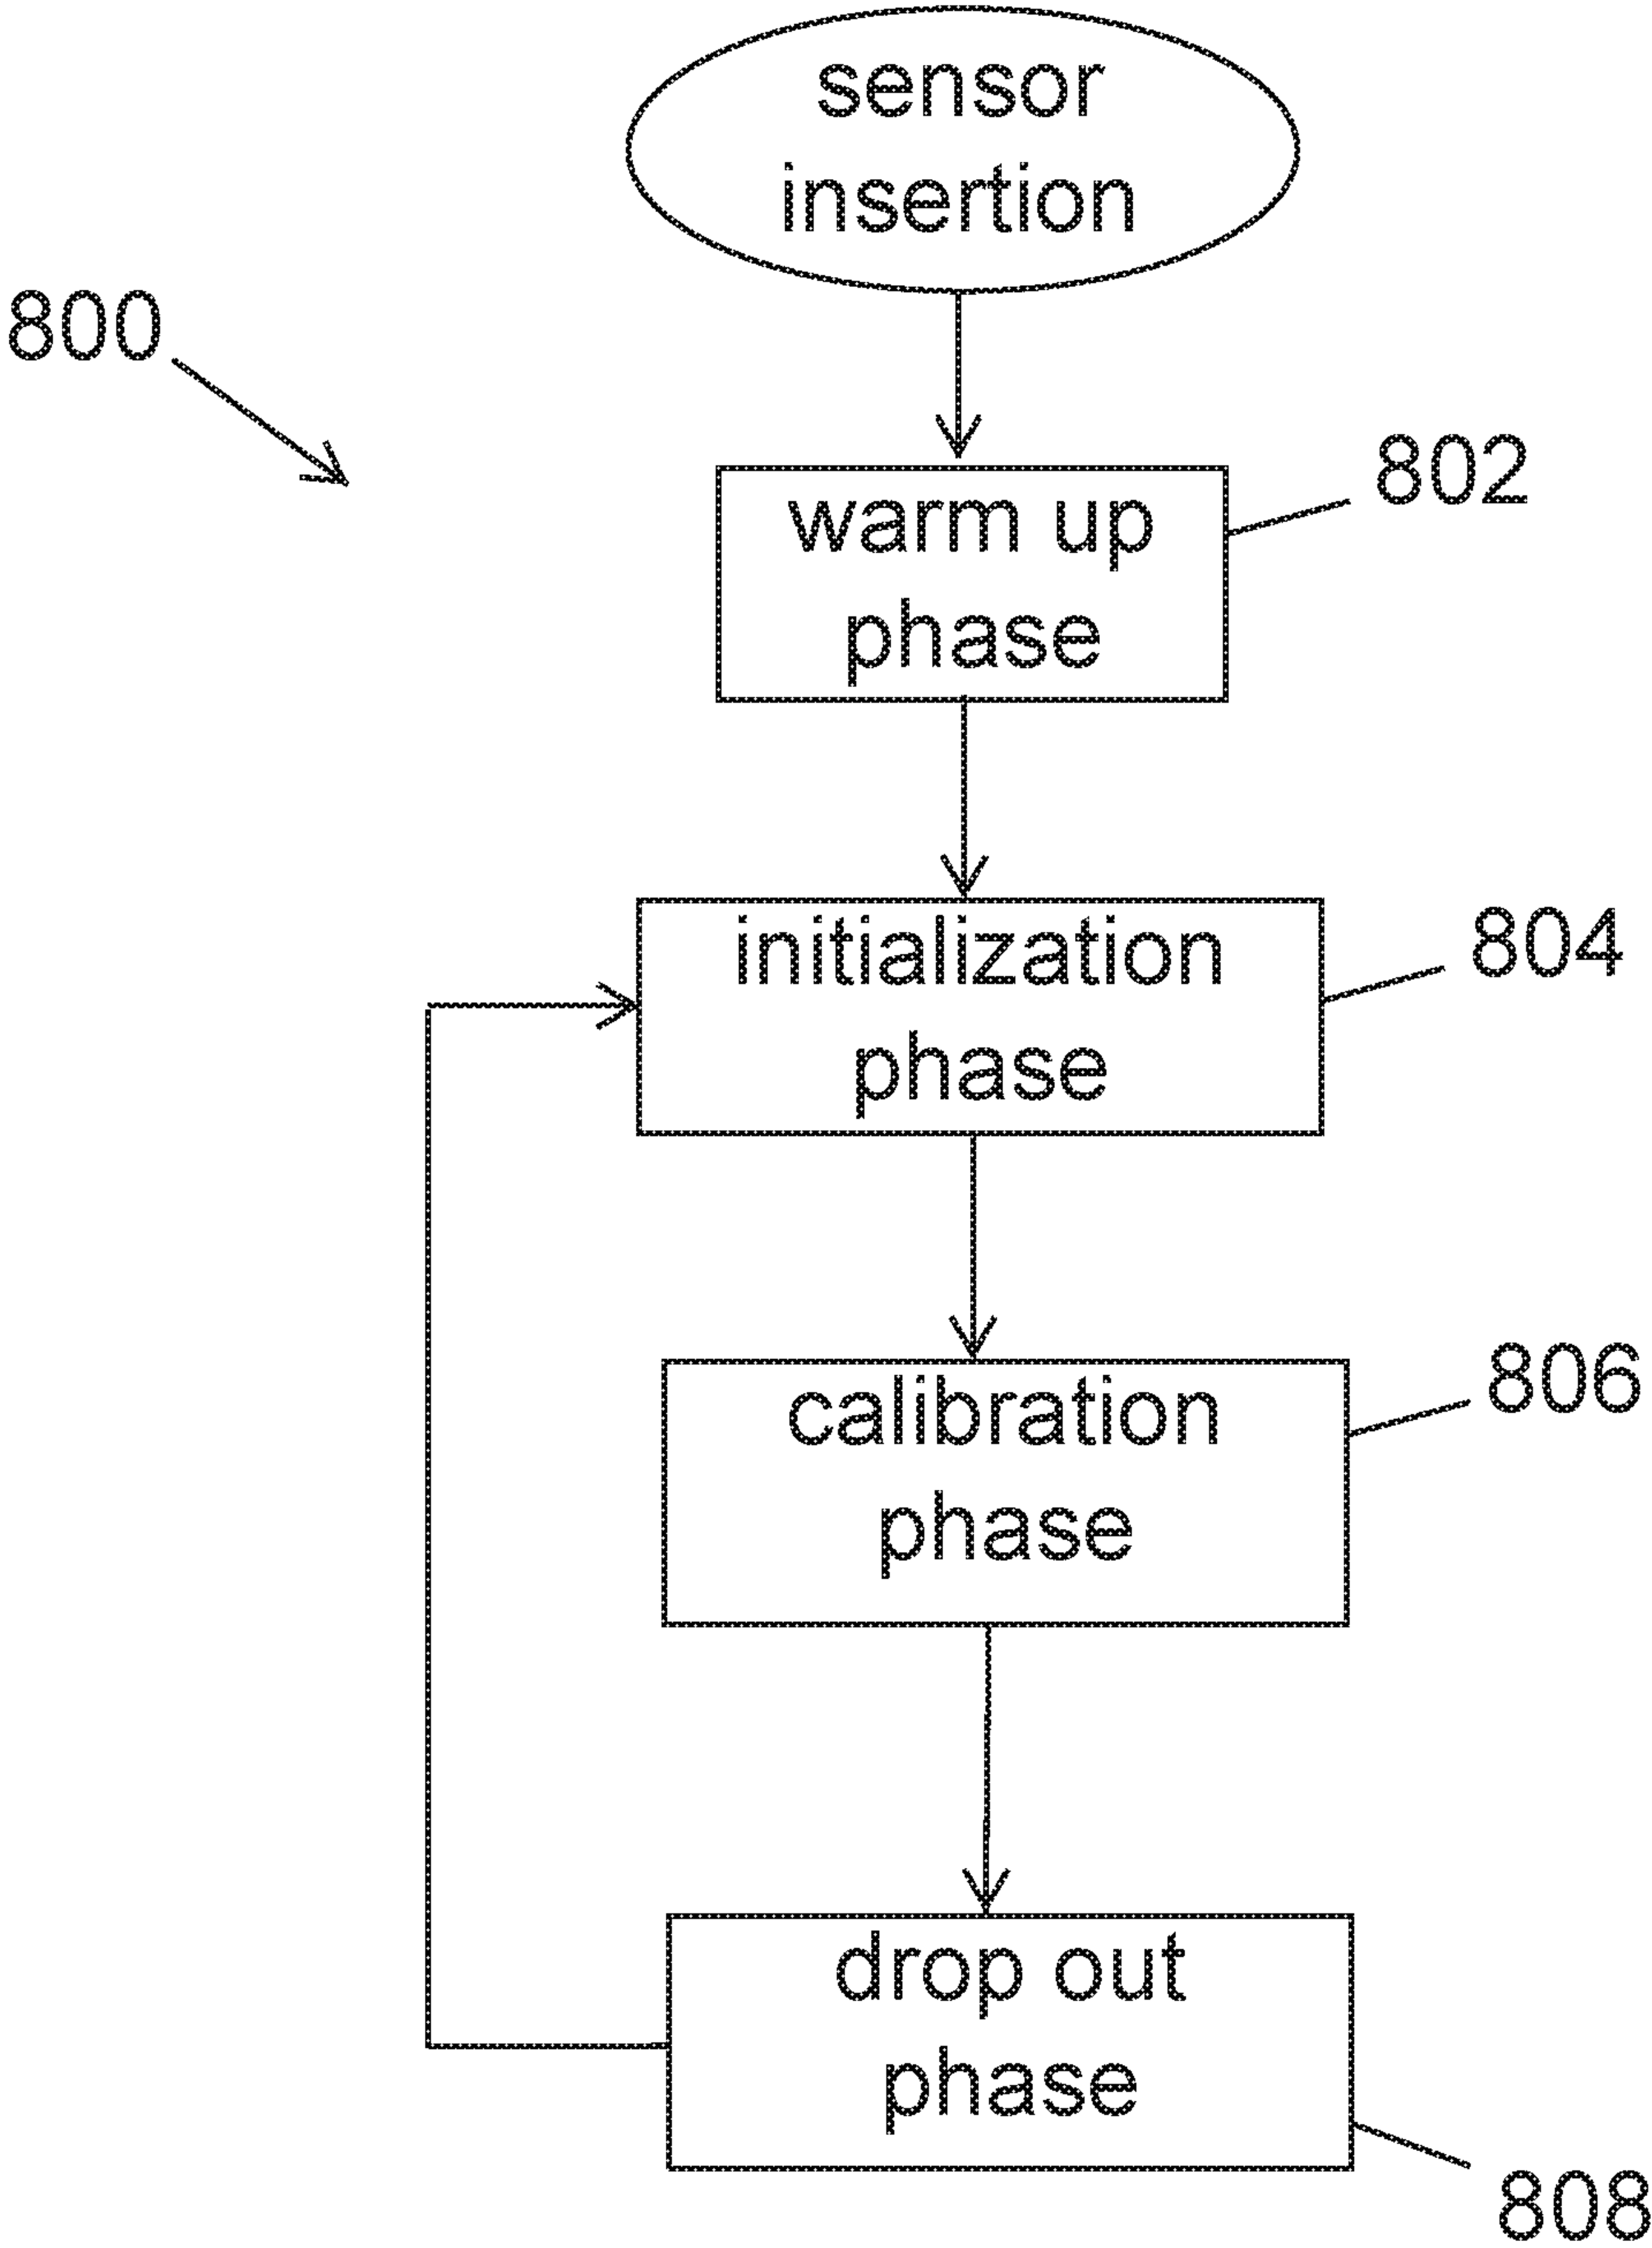 sensor
insertion
800
802
warm up
phase
804
initialization
phase
806
calibration
phase
drop out
phase
808